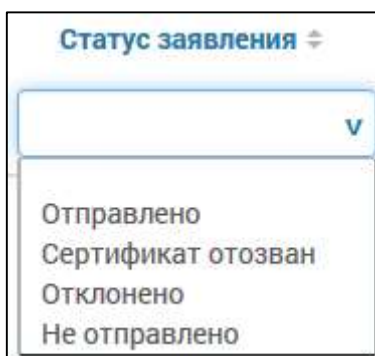 Статус заявления
v
Отправлено
Сертификат отозван
Отклонено
Не отправлено